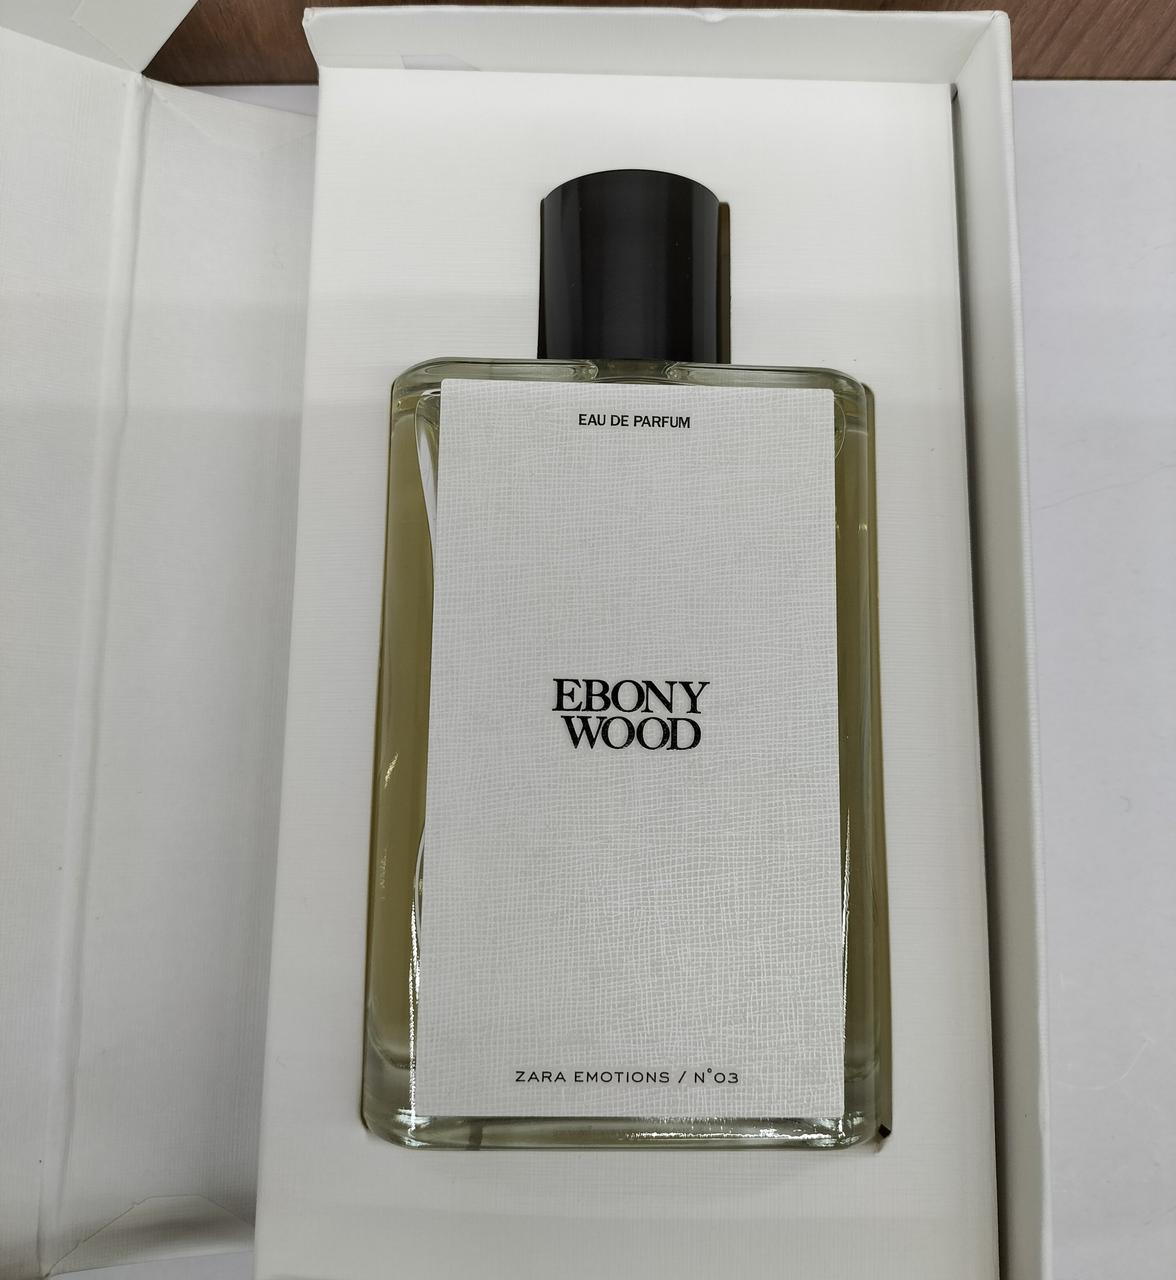 EAU DE PARFUM
EBONY
WOOD
ZARA EMOTIONS / N°03